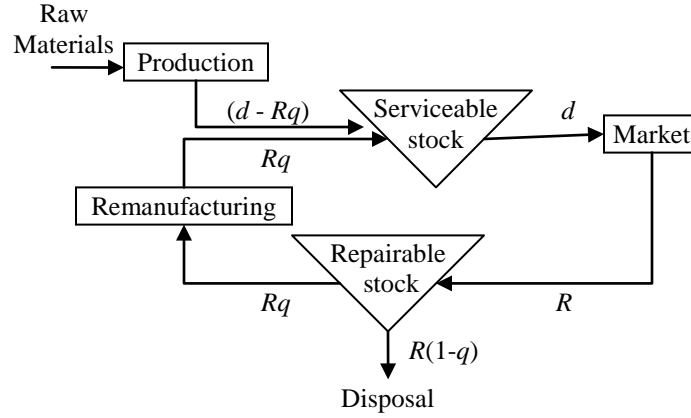 Raw
Materials
Production
(d - Rq)
Serviceable
stock
d
Market
Rq
Remanufacturing
Repairable
stock
Rq
R
R(1-q)
Disposal